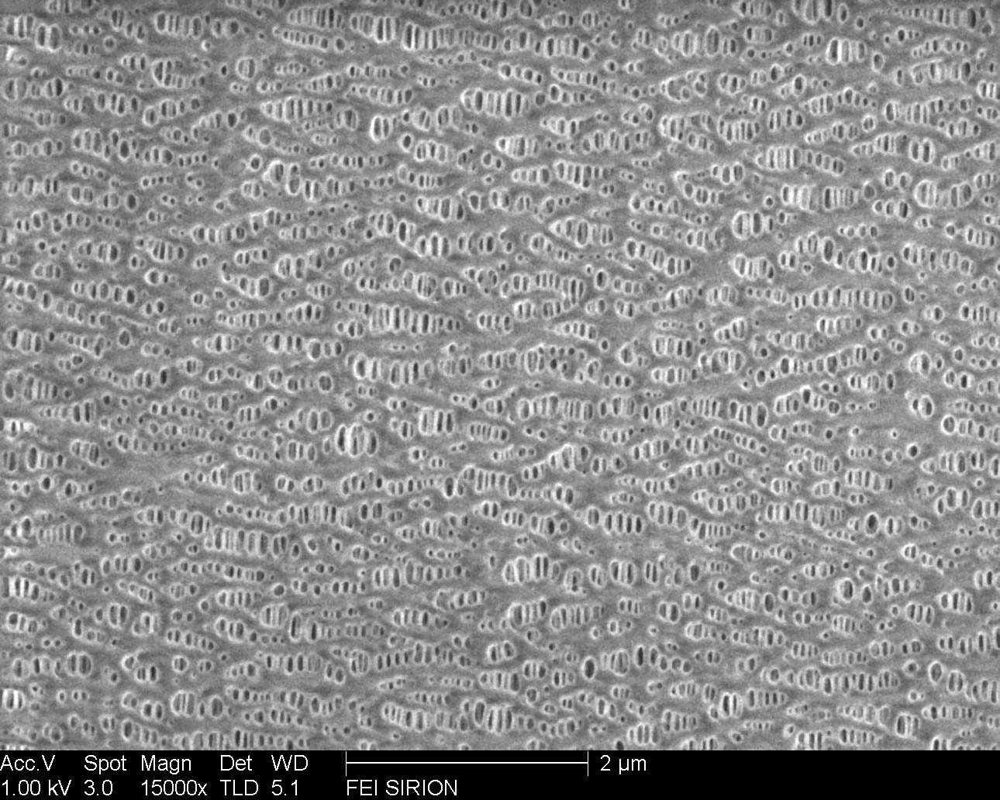 Acc.V Spot Magn Det WD 2 µm
1.00 kV 3.0 15000x TLD 5.1 FEI SIRION